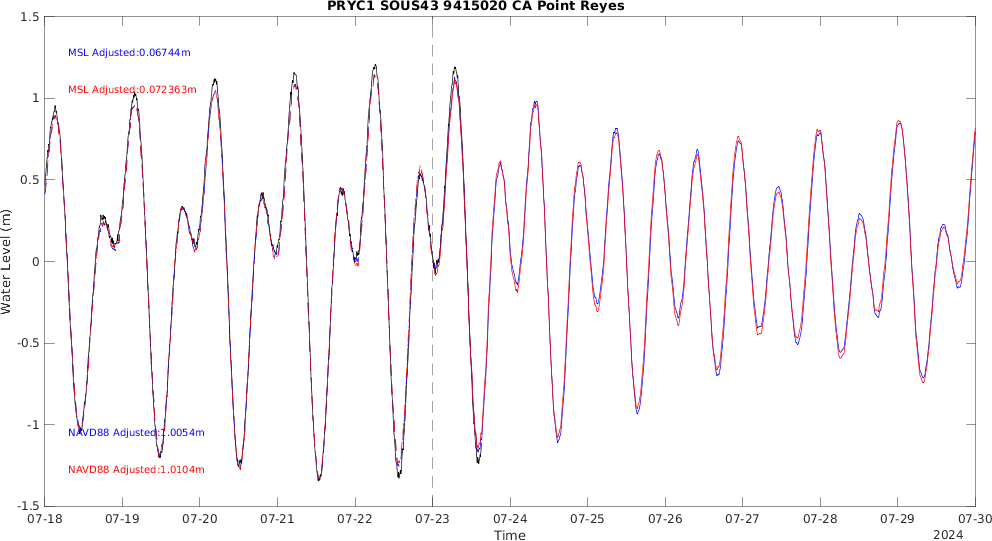 PRYC1 SOUS43 9415020 CA Point Reyes
1.5
MSL Adjusted:0.06744m
MSL Adjusted:0.072363m
1
0.5
Water Level (m)
0
-0.5
-1
NAVD88 Adjusted:1.0054m
NAVD88 Adjusted:1.0104m
-1.5
07-18 07-19 07-20 07-21 07-22 07-23 07-24 07-25 07-26 07-27 07-28 07-29 07-30
Time
2024